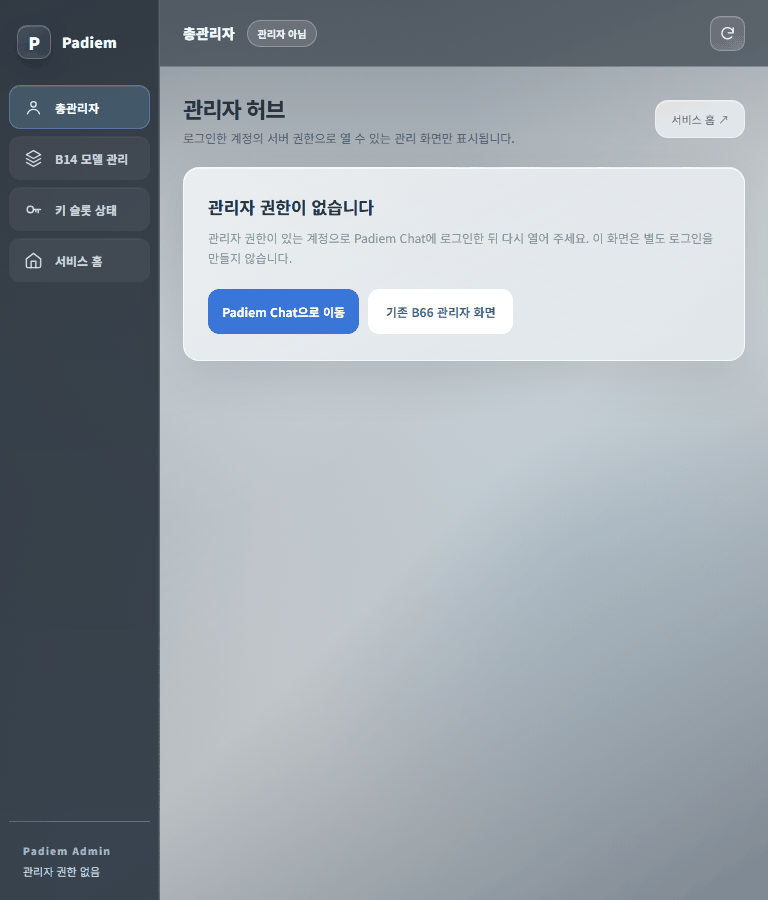 P Padiem
총관리자
B14 모델 관리
키 슬롯 상태
서비스 홈
Padiem Admin
관리자 권한 없음
총관리자 관리자 아님
관리자 허브
로그인한 계정의 서버 권한으로 열 수 있는 관리 화면만 표시됩니다.
서비스 홈 ↗
관리자 권한이 없습니다
관리자 권한이 있는 계정으로 Padiem Chat에 로그인한 뒤 다시 열어 주세요. 이 화면은 별도 로그인을
만들지 않습니다.
Padiem Chat으로 이동 기존 B66 관리자 화면